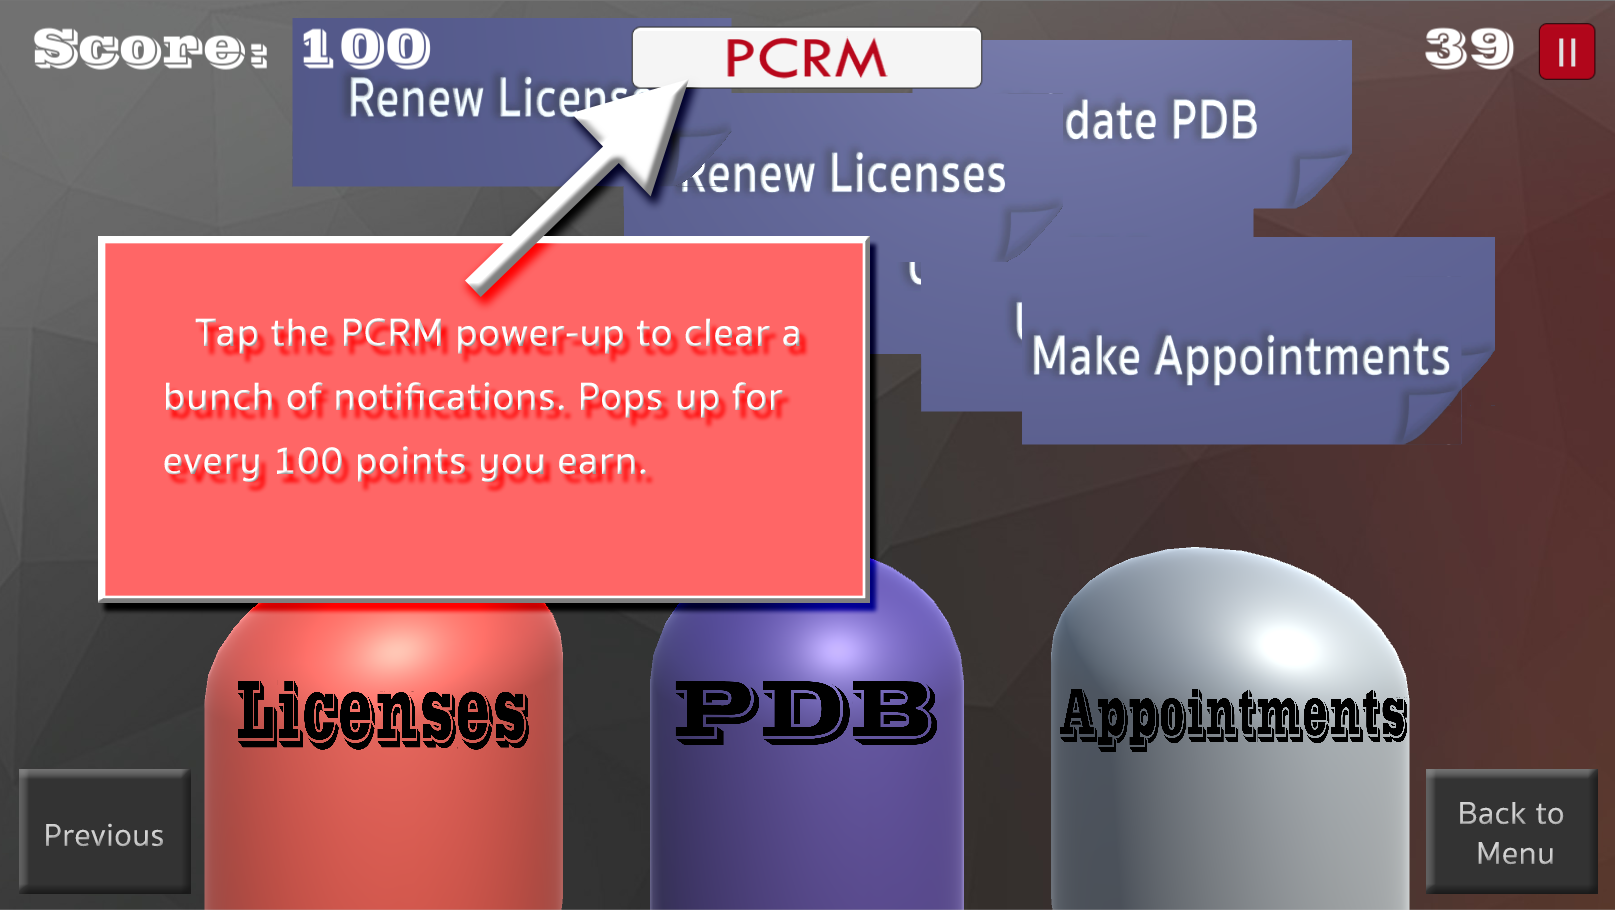 Score: 100
PCRM
39
Renew
date PDB
Renew Licenses
Make Appointments
Tap the PCRM power-up to clear a
bunch of notifications. Pops up for
every 100 points you earn.
Licenses
PDB
Appointments
Previous
Back to
Menu